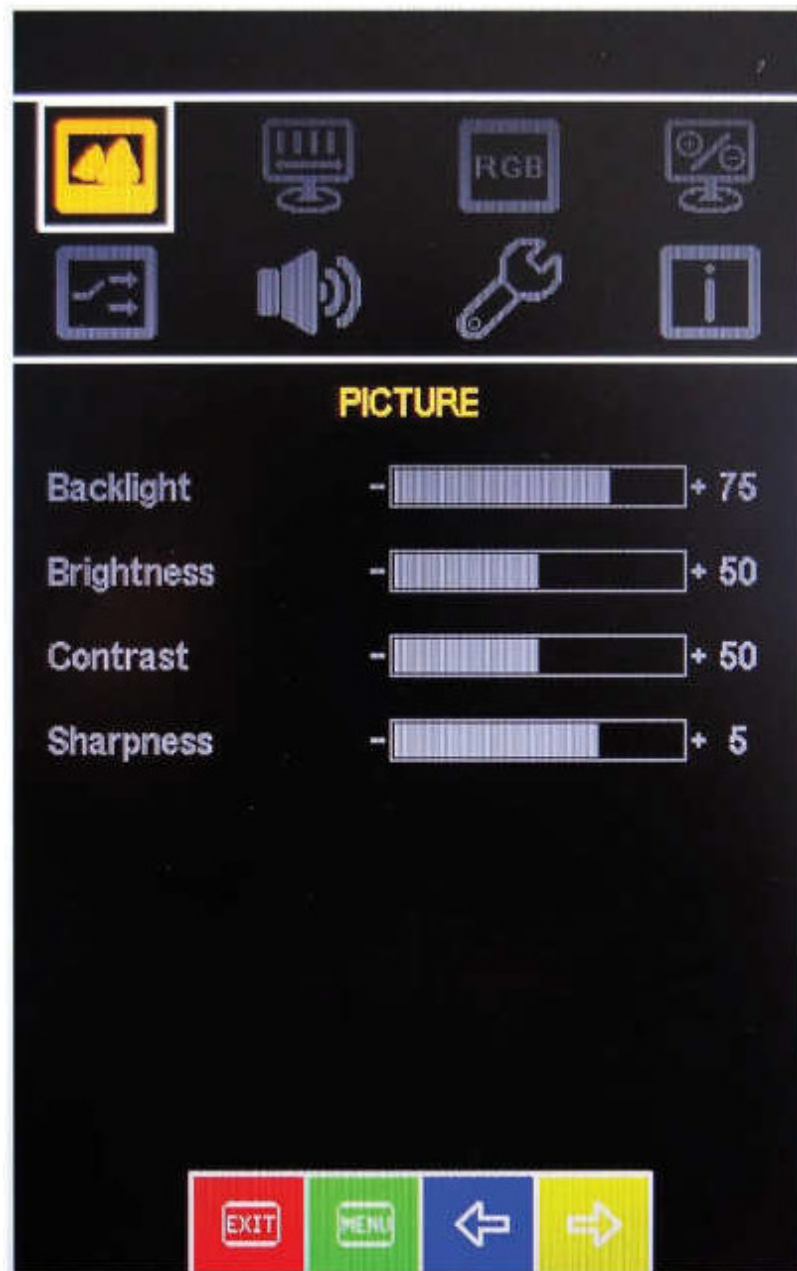 RGB
i
PICTURE
Backlight - + 75
Brightness - + 50
Contrast - + 50
Sharpness - + 5
EXIT MENU